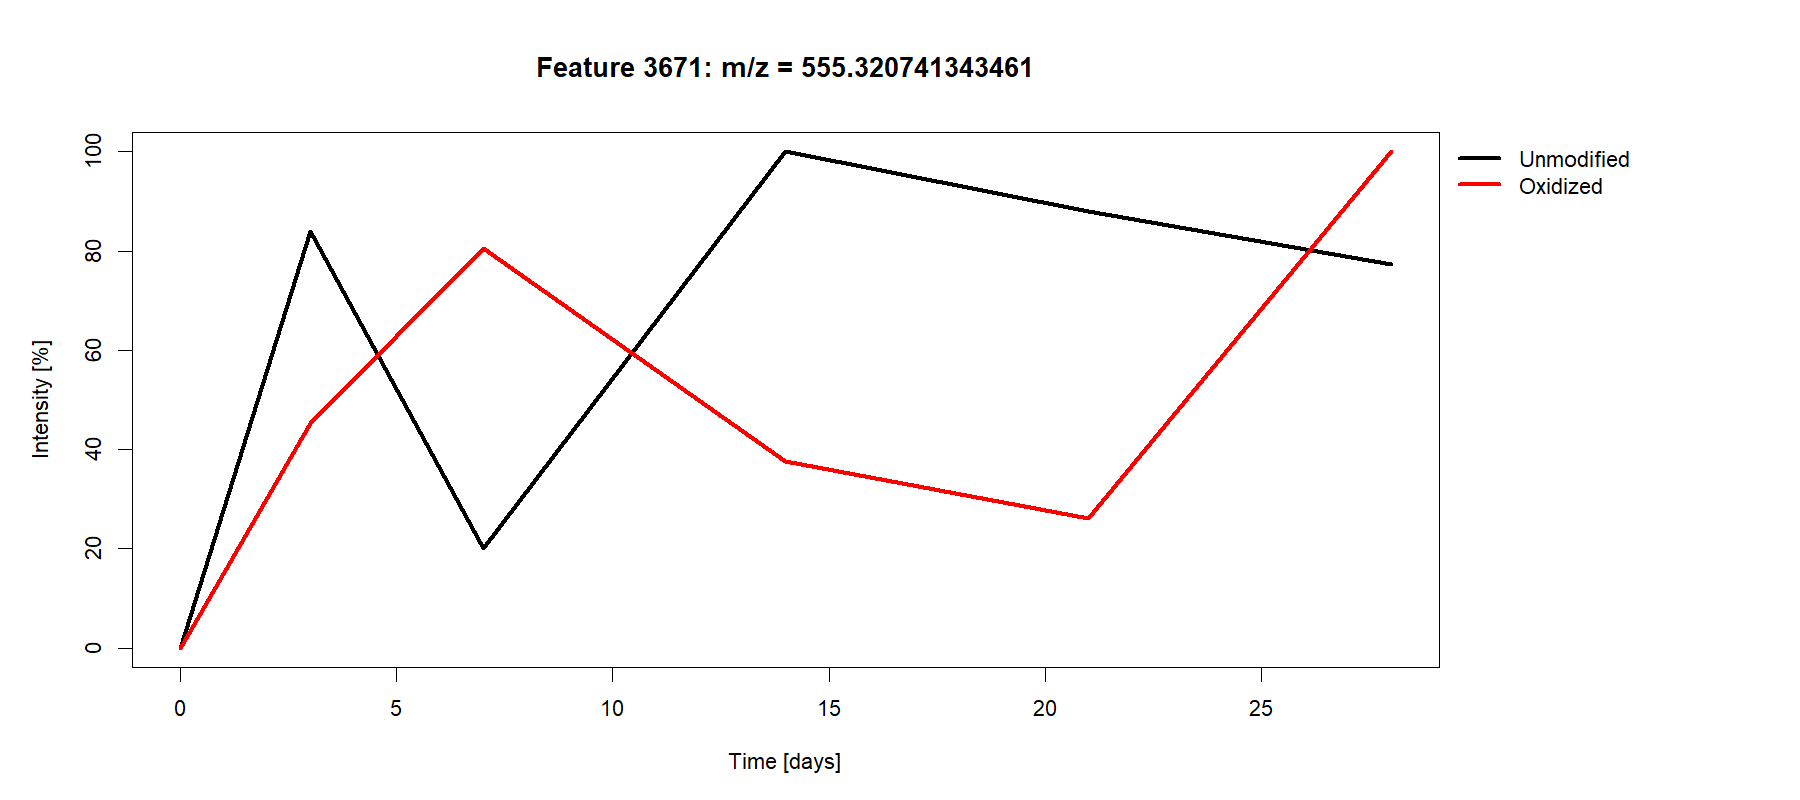 Feature 3671: m/z = 555.320741343461
Unmodified
Oxidized
100
80
60
40
20
0
Intensity [%]
0 5 10 15 20 25
Time [days]